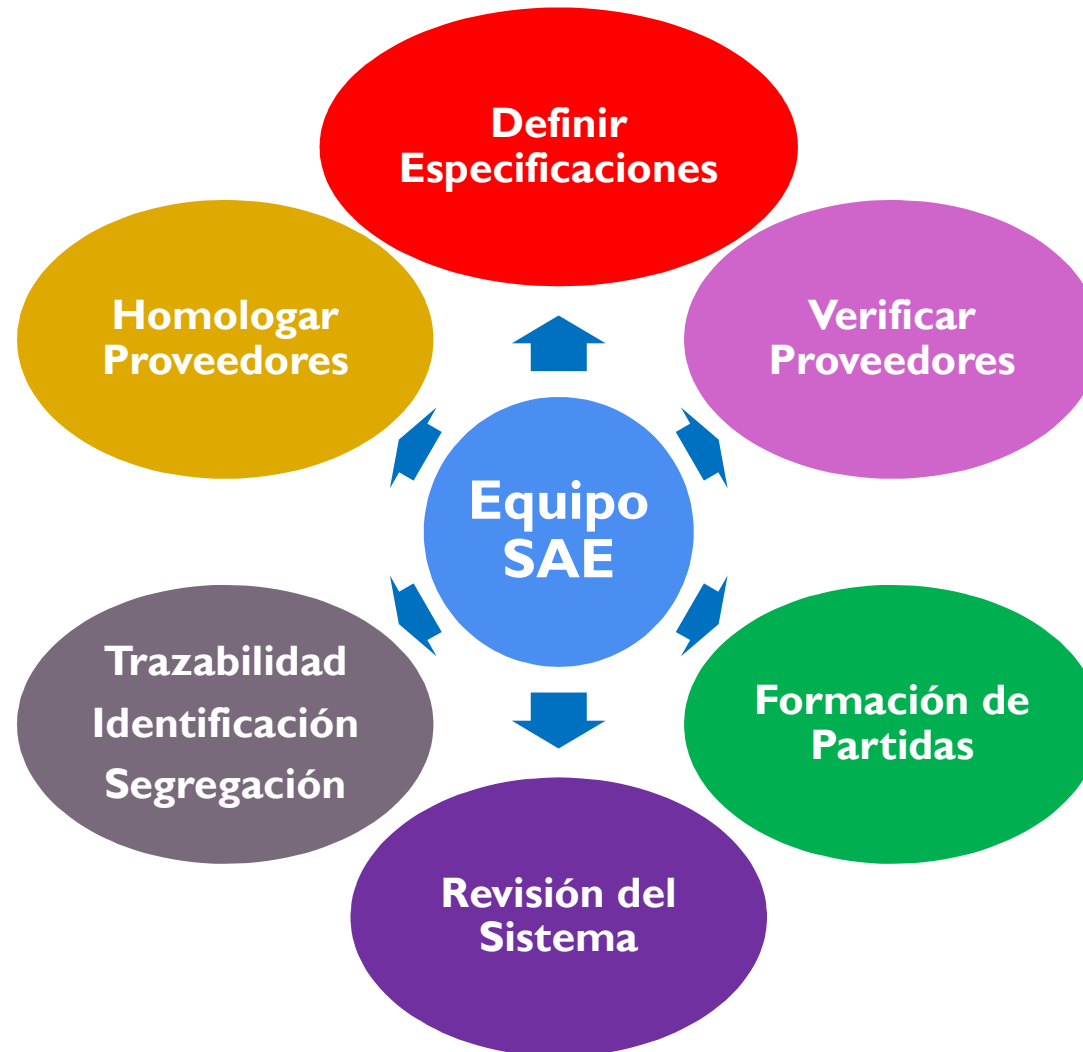 Definir
Especificaciones
Homologar
Proveedores
Verificar
Proveedores
Equipo
SAE
Trazabilidad
Identificación
Segregación
Formación de
Partidas
Revisión del
Sistema